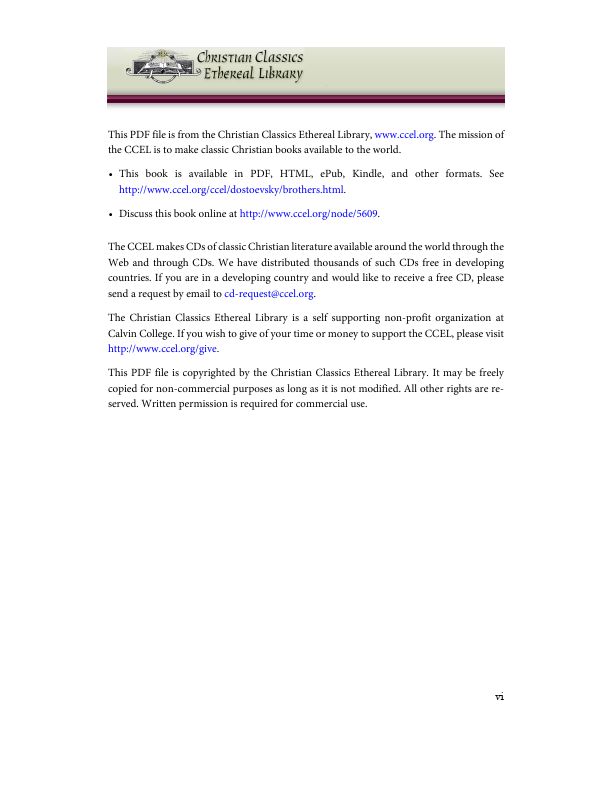 Christian Classics
Ethereal Library
This PDF file is from the Christian Classics Ethereal Library, www.ccel.org. The mission of
the CCEL is to make classic Christian books available to the world.
• This book is available in PDF, HTML, ePub, Kindle, and other formats. See
http://www.ccel.org/ccel/dostoevsky/brothers.html.
• Discuss this book online at http://www.ccel.org/node/5609.
The CCEL makes CDs of classic Christian literature available around the world through the
Web and through CDs. We have distributed thousands of such CDs free in developing
countries. If you are in a developing country and would like to receive a free CD, please
send a request by email to cd-request@ccel.org.
The Christian Classics Ethereal Library is a self supporting non-profit organization at
Calvin College. If you wish to give of your time or money to support the CCEL, please visit
http://www.ccel.org/give.
This PDF file is copyrighted by the Christian Classics Ethereal Library. It may be freely
copied for non-commercial purposes as long as it is not modified. All other rights are re-
served. Written permission is required for commercial use.
vi